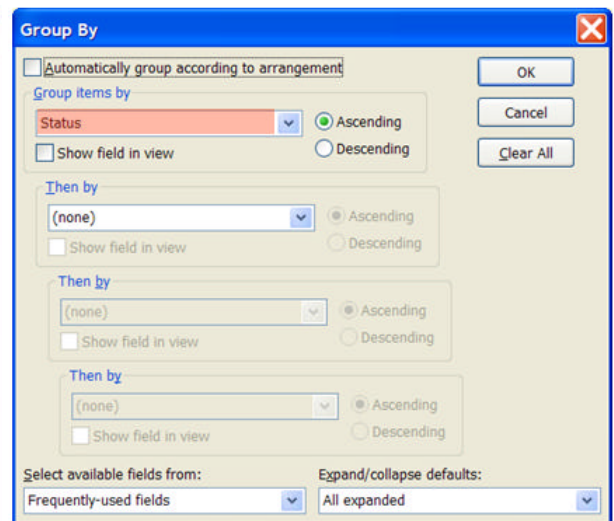 Group By
Automatically group according to arrangement
OK
Group items by
Status
Ascending
Cancel
Show field in view
Descending
Clear All
Then by
(none)
Ascending
Show field in view
Descending
Then by
(none)
Ascending
Show field in view
Descending
Then by
(none)
Ascending
Show field in view
Descending
Select available fields from:
Expand/collapse defaults:
Frequently-used fields
All expanded